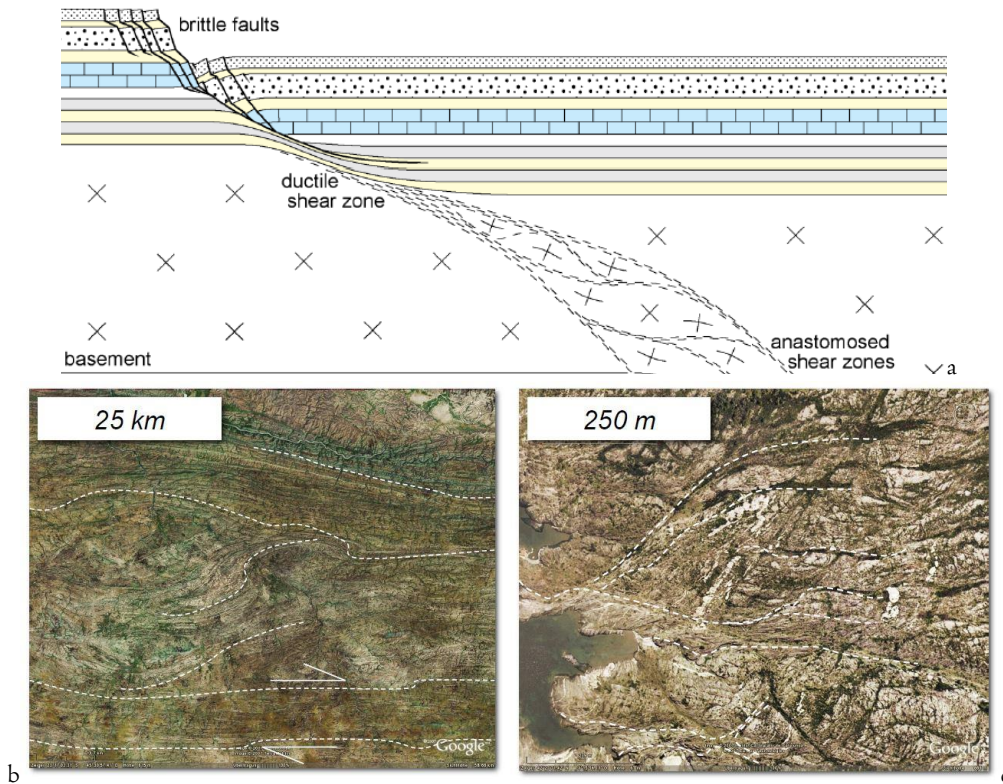 brittle faults
ductile
shear zone
basement
anastomosed
shear zones
a
25 km
250 m
Google
Google
b